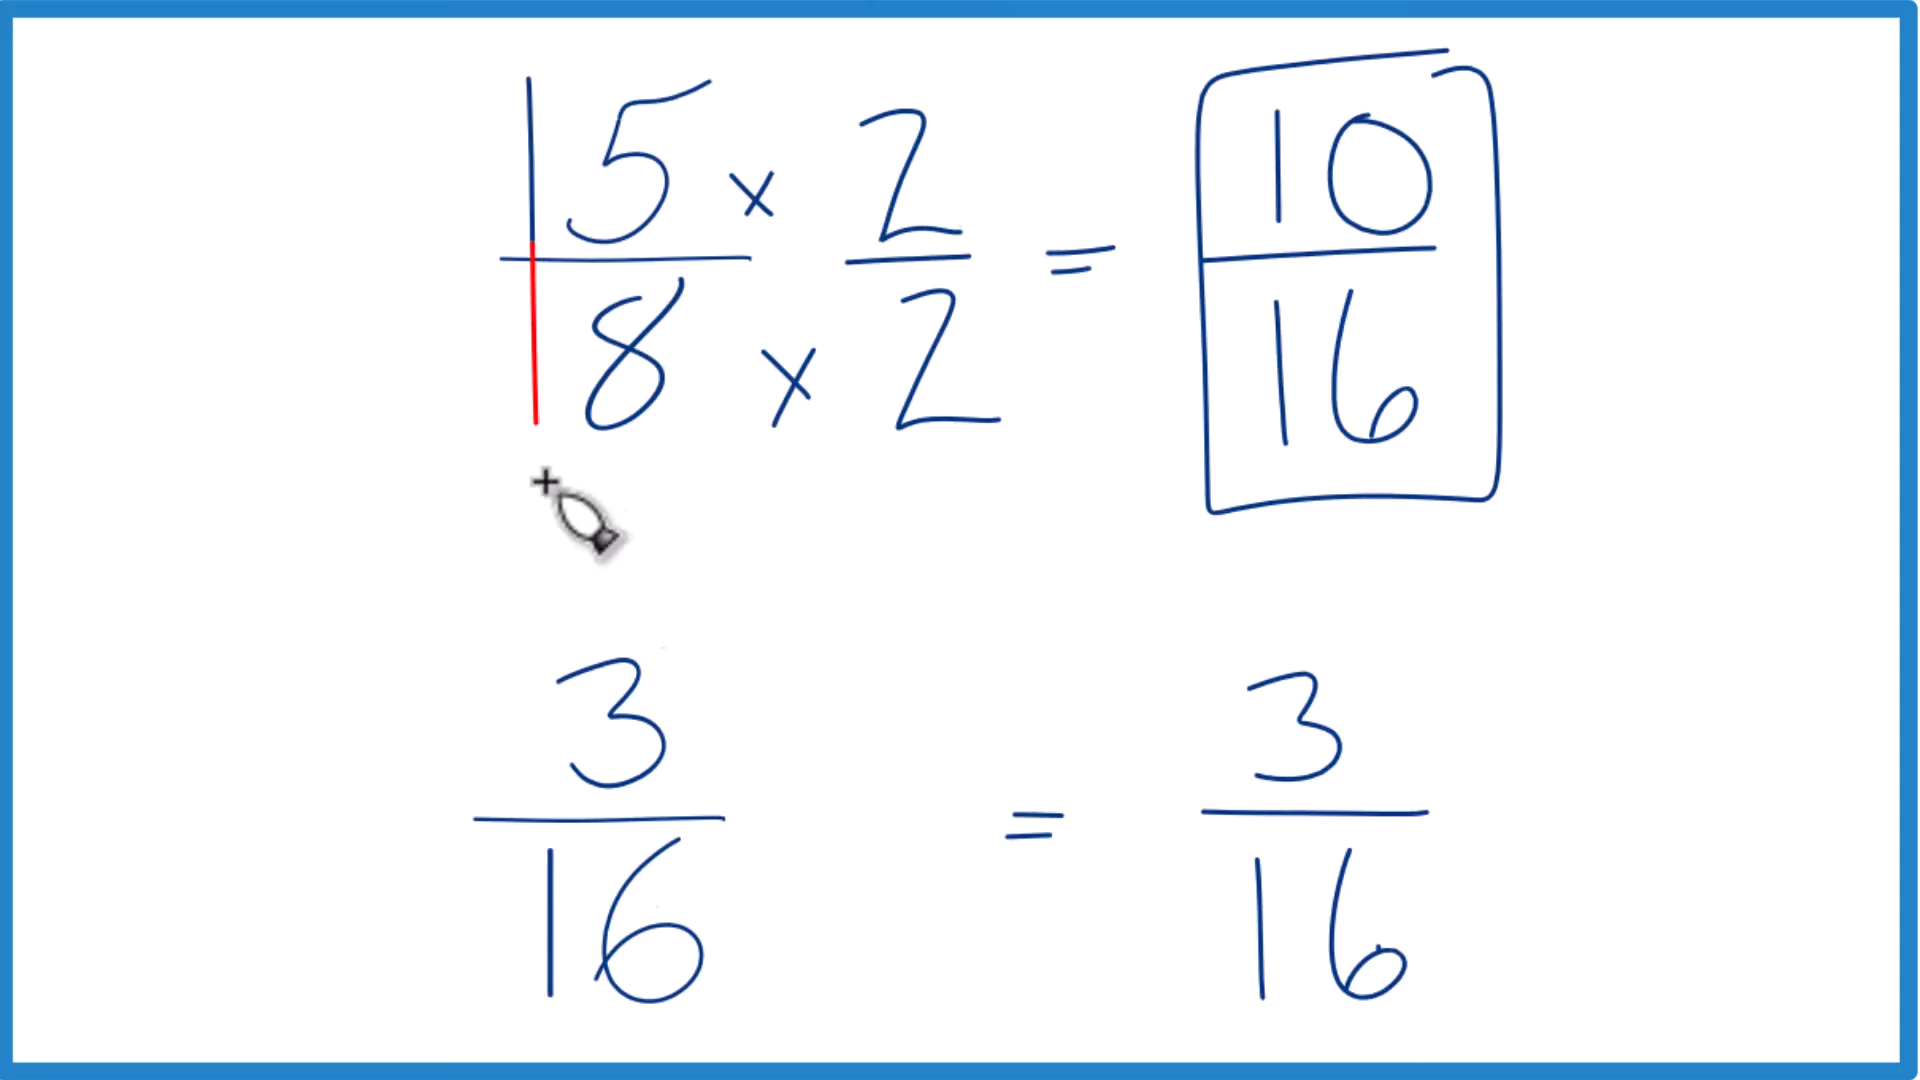 5 × 2 = 10
8 × 2 16
3 = 3
16 16